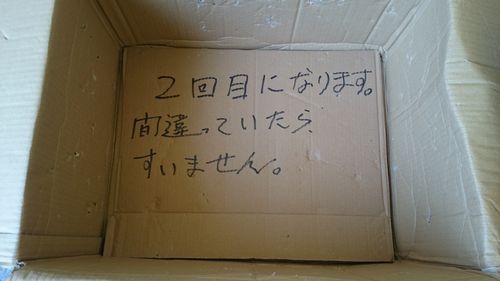 2回目になります。
間違っていたら
すいません。